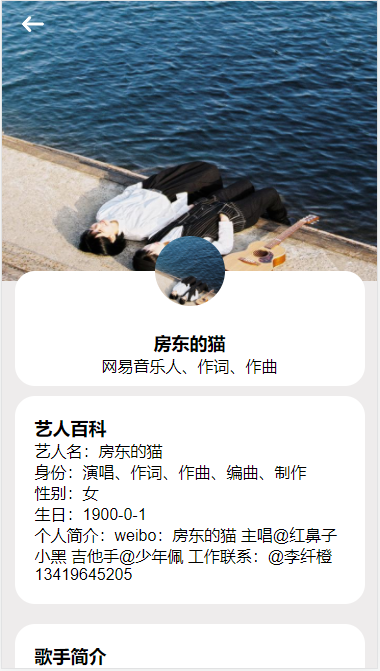 房东的猫
网易音乐人、作词、作曲
艺人百科
艺人名：房东的猫
身份：演唱、作词、作曲、编曲、制作
性别：女
生日：1900-0-1
个人简介：weibo：房东的猫 主唱@红鼻子
小黑 吉他手@少年佩 工作联系：@李纤橙
13419645205
歌手简介